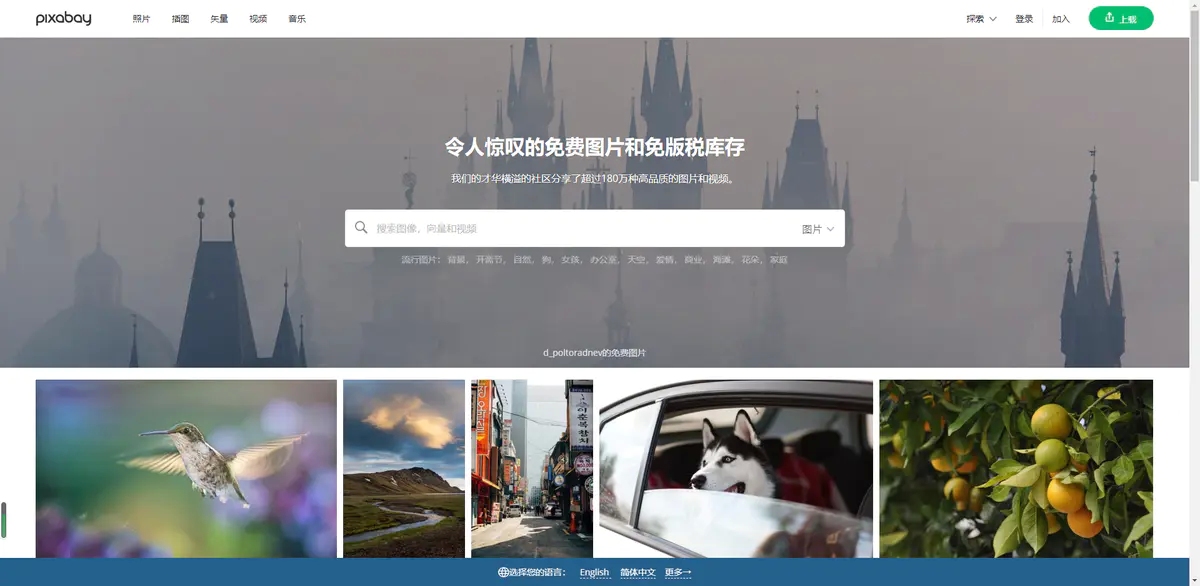 pixabay 照片 插图 矢量 视频 音乐 探索 登录 加入 上载
令人惊叹的免费图片和免版税库存
我们的才华横溢的社区分享了超过180万种高品质的图片和视频。
搜索图像，向量和视频 图片
流行图片： 背景， 开斋节， 自然， 狗， 女孩， 办公室， 天空， 爱情， 商业， 海滩， 花朵， 家庭
d_poltoradnev的免费图片
选择您的语言： English 简体中文 更多→